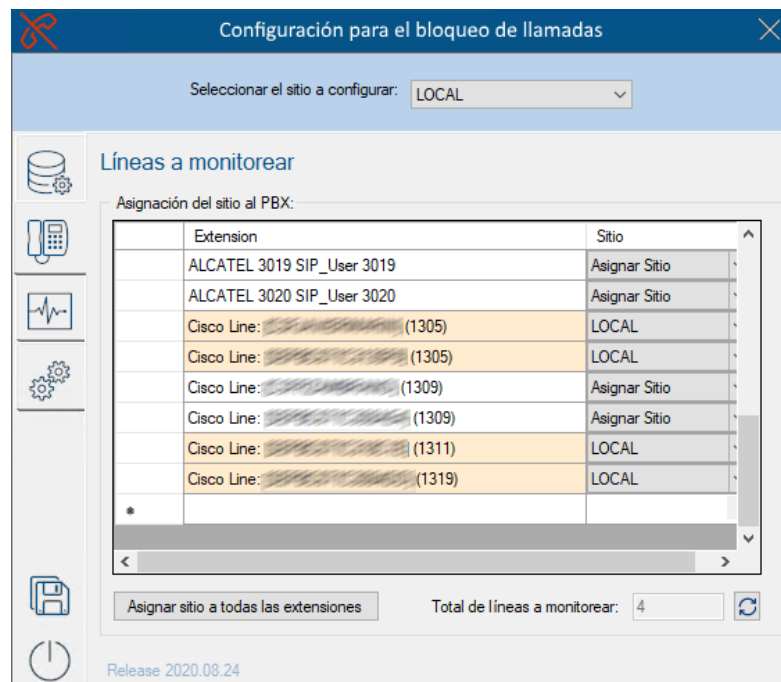 Configuración para el bloqueo de llamadas
Seleccionar el sitio a configurar: LOCAL
Líneas a monitorear
Asignación del sitio al PBX:
Extension Sitio
ALCATEL 3019 SIP_User 3019 Asignar Sitio
ALCATEL 3020 SIP_User 3020 Asignar Sitio
Cisco Line: (1305) LOCAL
Cisco Line: (1305) LOCAL
Cisco Line: (1309) Asignar Sitio
Cisco Line: (1309) Asignar Sitio
Cisco Line: (1311) LOCAL
Cisco Line: (1319) LOCAL
*
Asignar sitio a todas las extensiones Total de líneas a monitorear: 4
Release 2020.08.24